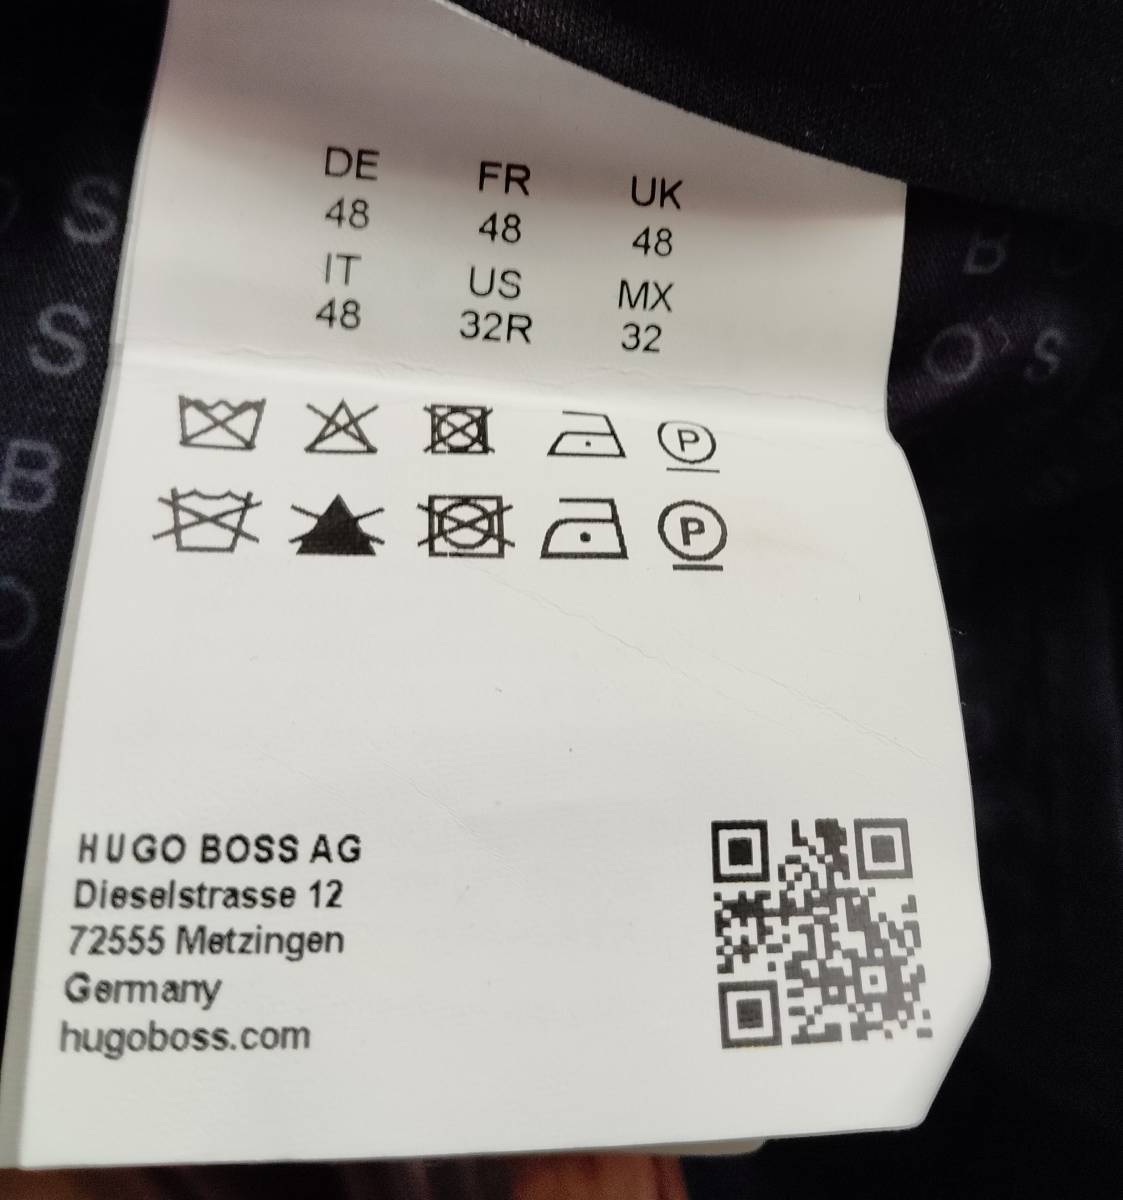 DE FR UK
48 48 48
IT US MX
48 32R 32
P
P
HUGO BOSS AG
Dieselstrasse 12
72555 Metzingen
Germany
hugoboss.com
S
S
B
O
B O
O S